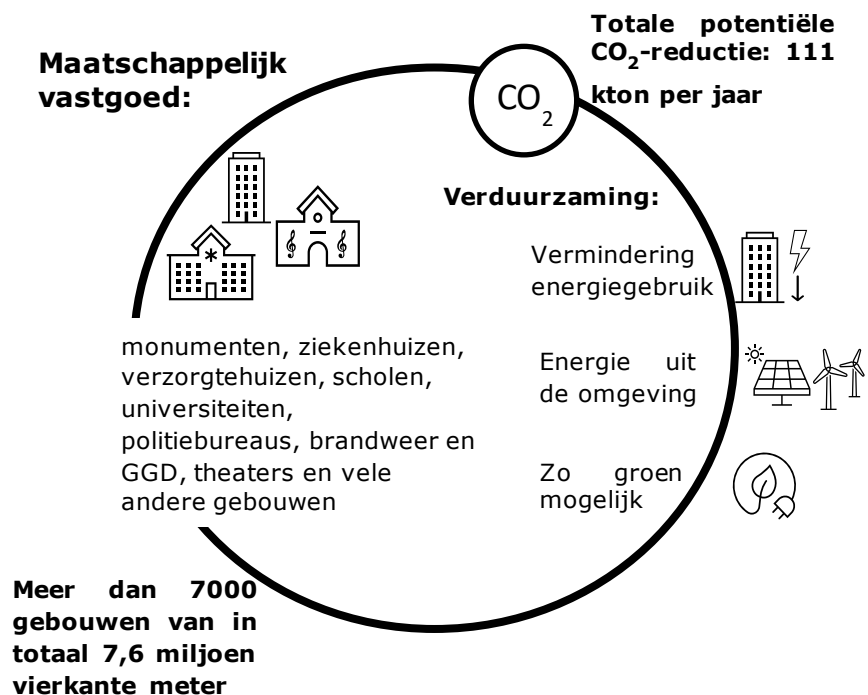 Maatschappelijk
vastgoed:
CO2
Totale potentiële
CO2-reductie: 111
kton per jaar
Verduurzaming:
Vermindering
energiegebruik
Energie uit
de omgeving
Zo groen
mogelijk
monumenten, ziekenhuizen,
verzorgtehuizen, scholen,
universiteiten,
politiebureaus, brandweer en
GGD, theaters en vele
andere gebouwen
Meer dan 7000
gebouwen van in
totaal 7,6 miljoen
vierkante meter